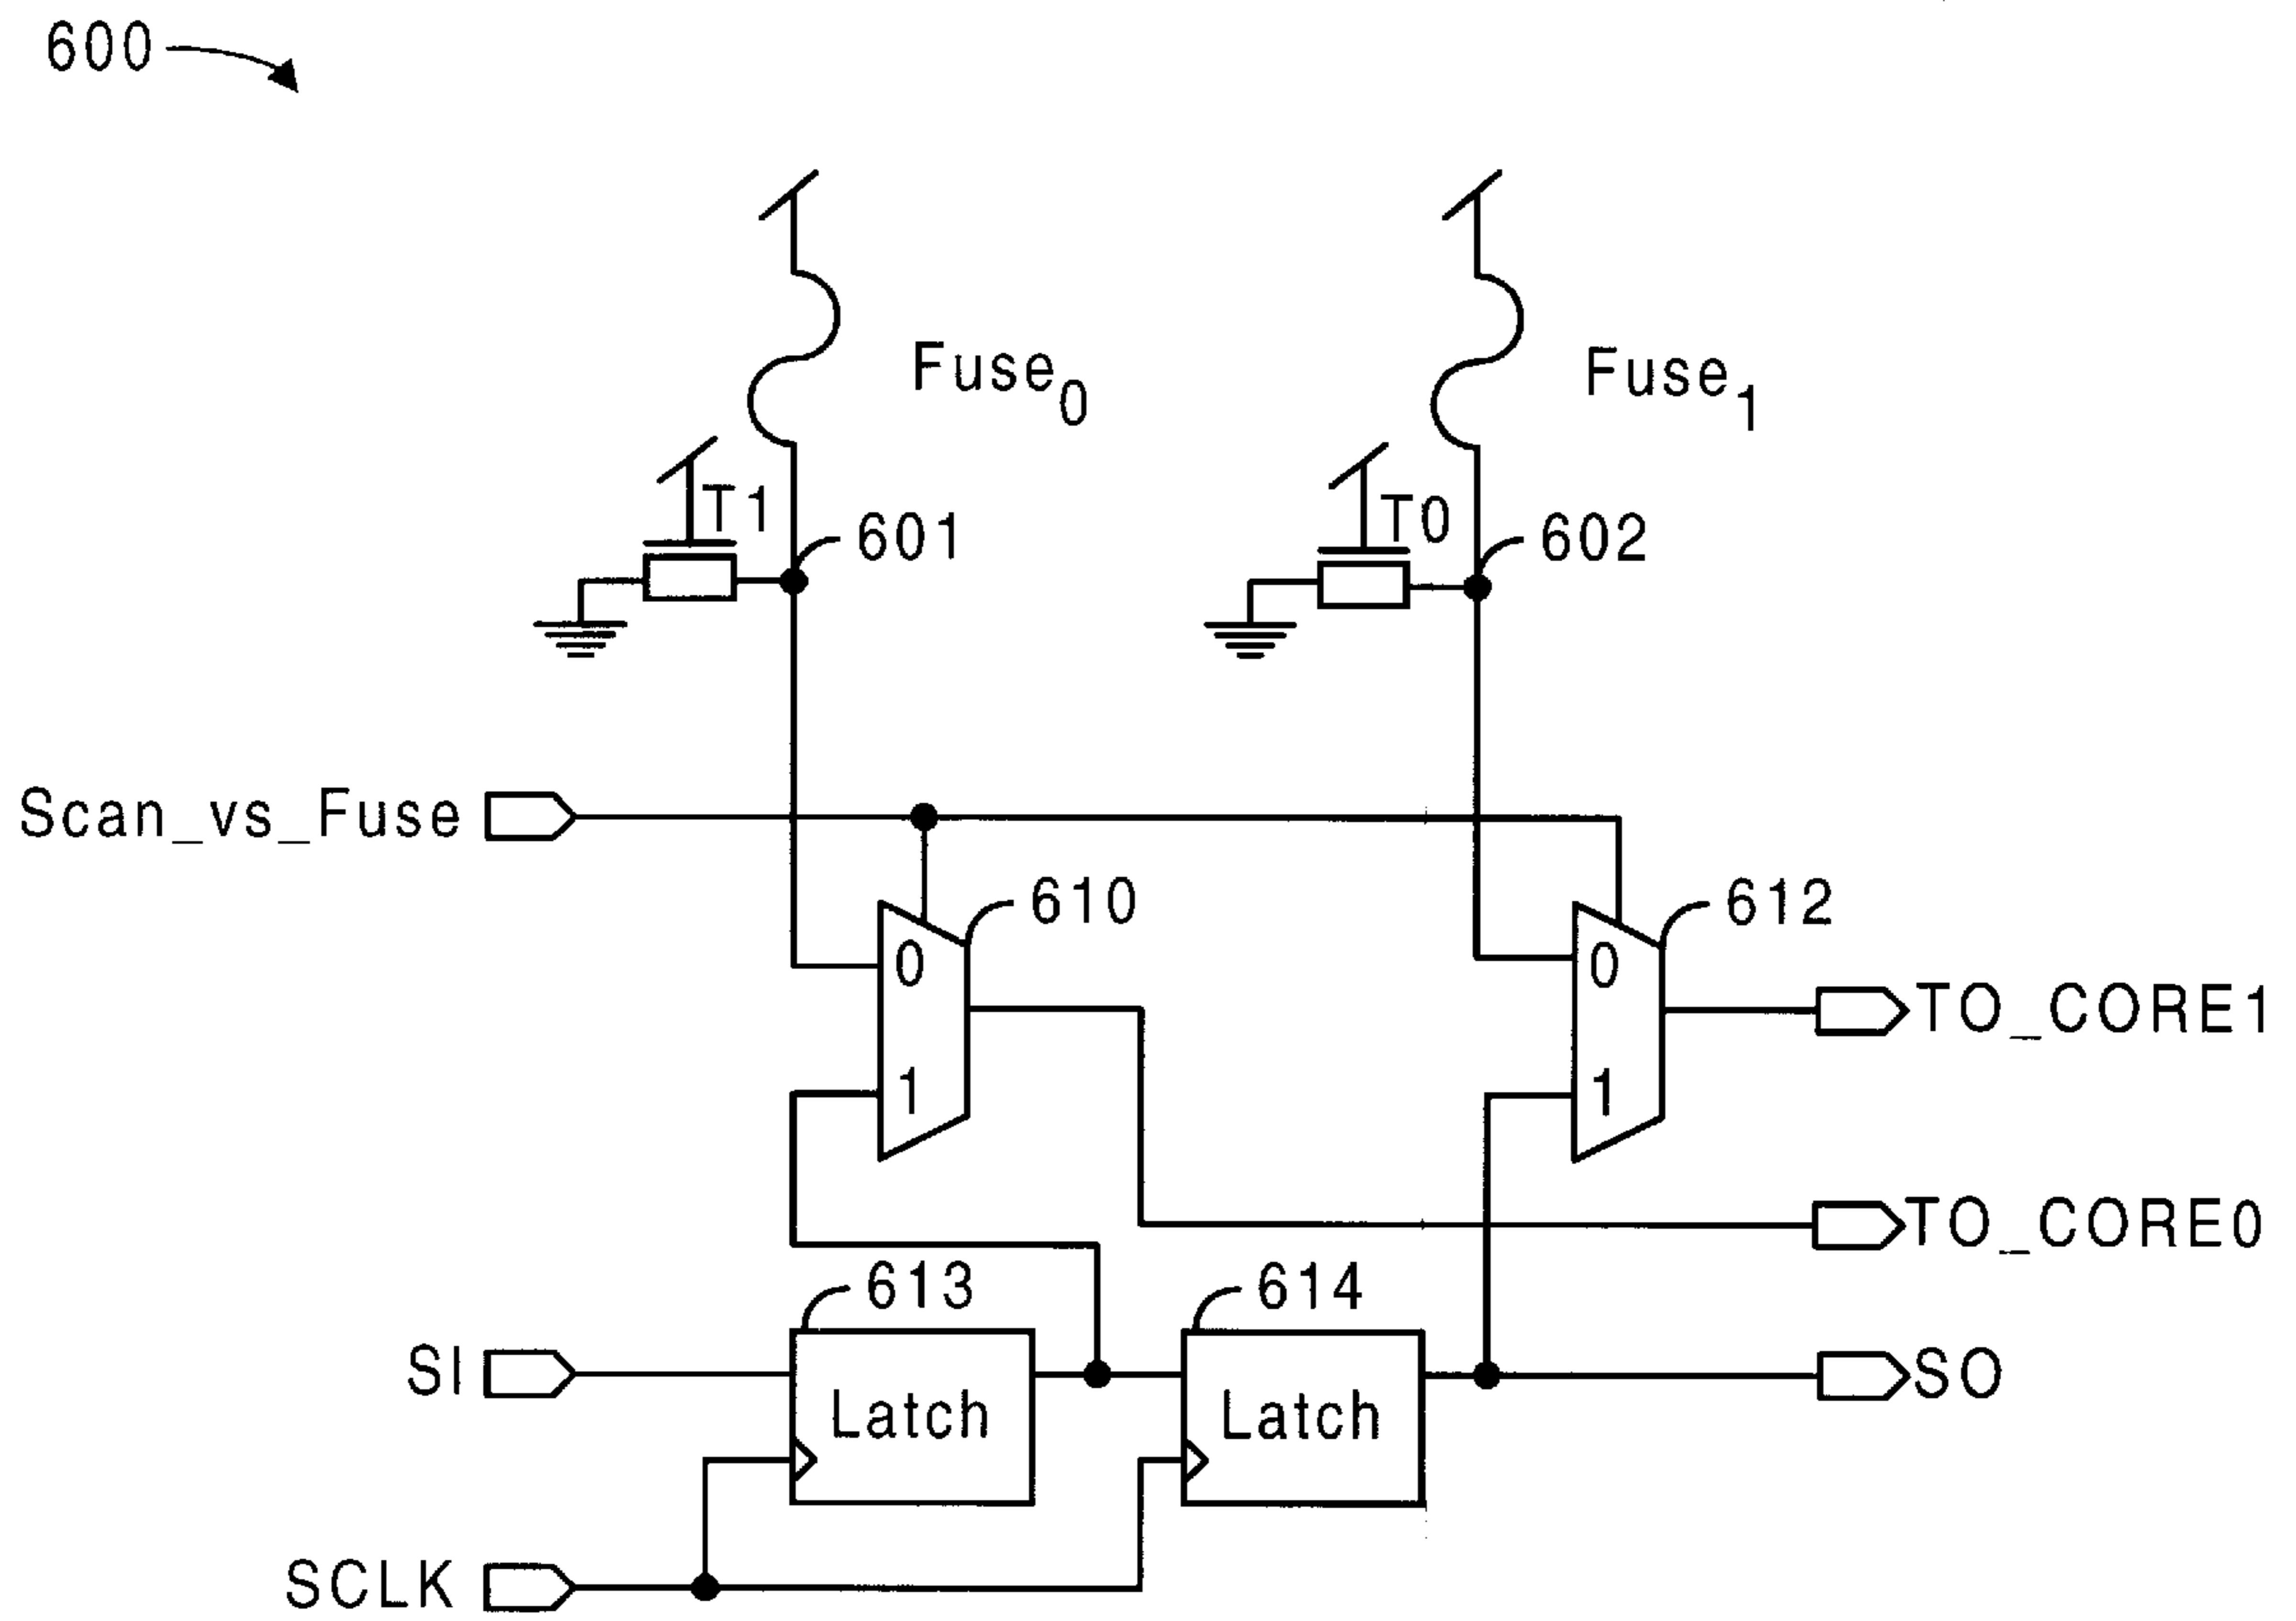 600
Fuse0
Fuse1
T1
601
T0
602
Scan_vs_Fuse
610
612
0
0
TO_CORE1
1
1
TO_CORE0
613
614
SI
Latch
Latch
SO
SCLK